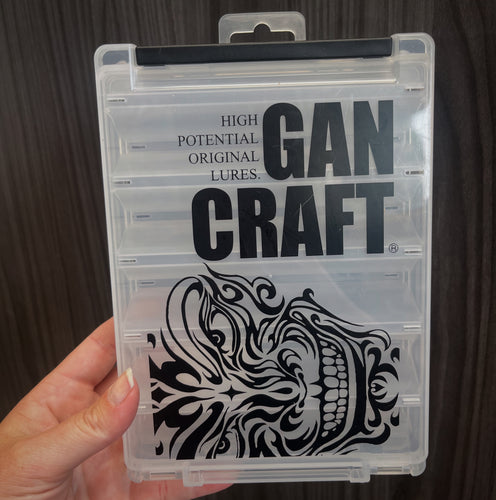 HIGH
POTENTIAL
ORIGINAL
LURES.
GAN
CRAFT®